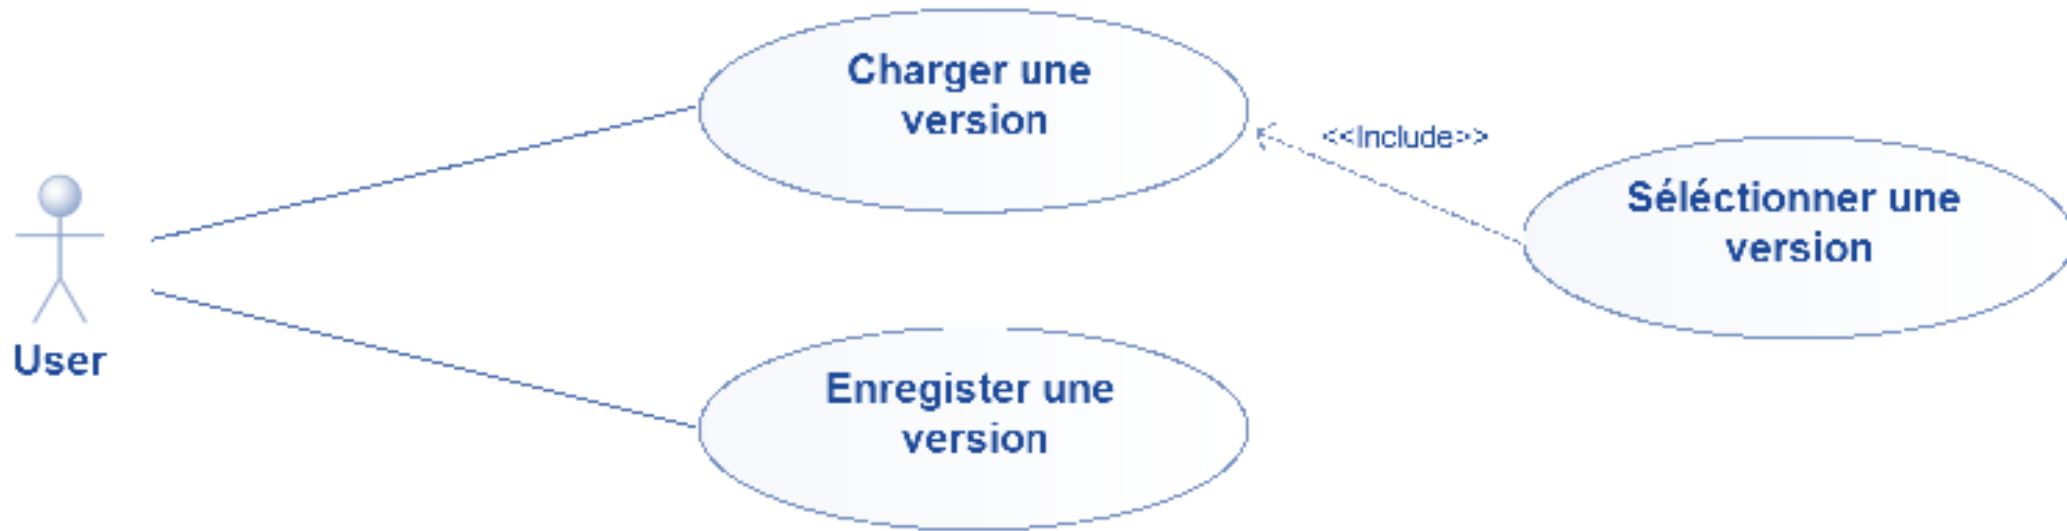 Charger une
version
<<Include>>
Séléctionner une
version
User
Enregister une
version